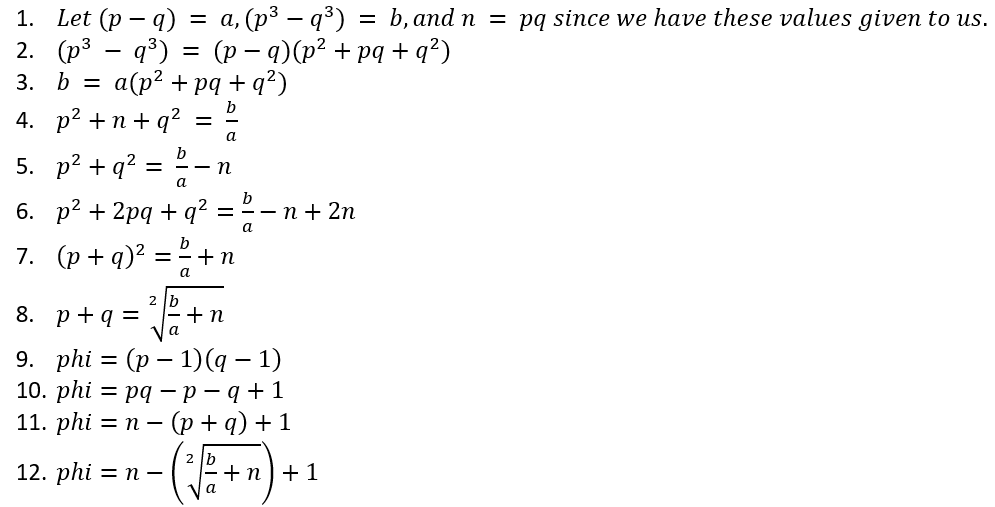 1. Let (p − q) = a, (p³ − q³) = b, and n = pq since we have these values given to us.
2. (p³ − q³) = (p − q)(p² + pq + q²)
3. b = a(p² + pq + q²)
4. p² + n + q² = b/a
5. p² + q² = b/a − n
6. p² + 2pq + q² = b/a − n + 2n
7. (p + q)² = b/a + n
8. p + q = ²√(b/a + n)
9. phi = (p − 1)(q − 1)
10. phi = pq − p − q + 1
11. phi = n − (p + q) + 1
12. phi = n − (²√(b/a + n)) + 1